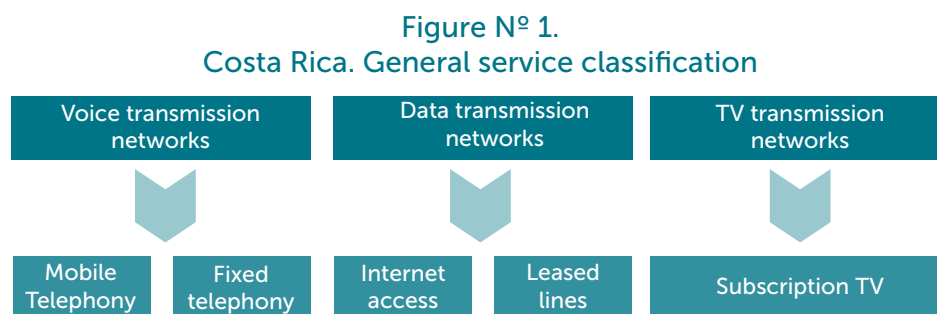 Figure Nº 1.
Costa Rica. General service classification
Voice transmission
networks
Data transmission
networks
TV transmission
networks
Mobile
Telephony
Fixed
telephony
Internet
access
Leased
lines
Subscription TV